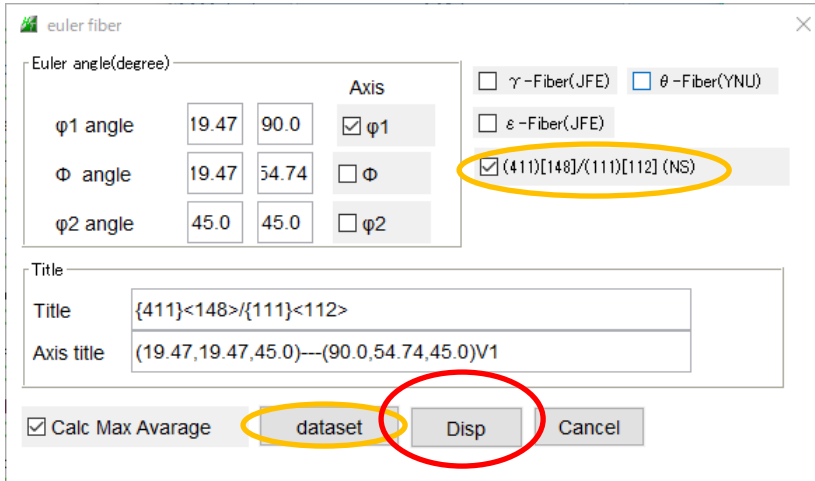 euler fiber
Euler angle(degree)
Axis
φ1 angle 19.47 90.0 φ1
Φ angle 19.47 54.74 Φ
φ2 angle 45.0 45.0 φ2
γ-Fiber(JFE) θ-Fiber(YNU)
ε-Fiber(JFE)
(411)[148]/(111)[112] (NS)
Title
Title {411}<148>/{111}<112>
Axis title (19.47,19.47,45.0)---(90.0,54.74,45.0)V1
Calc Max Avarage dataset Disp Cancel